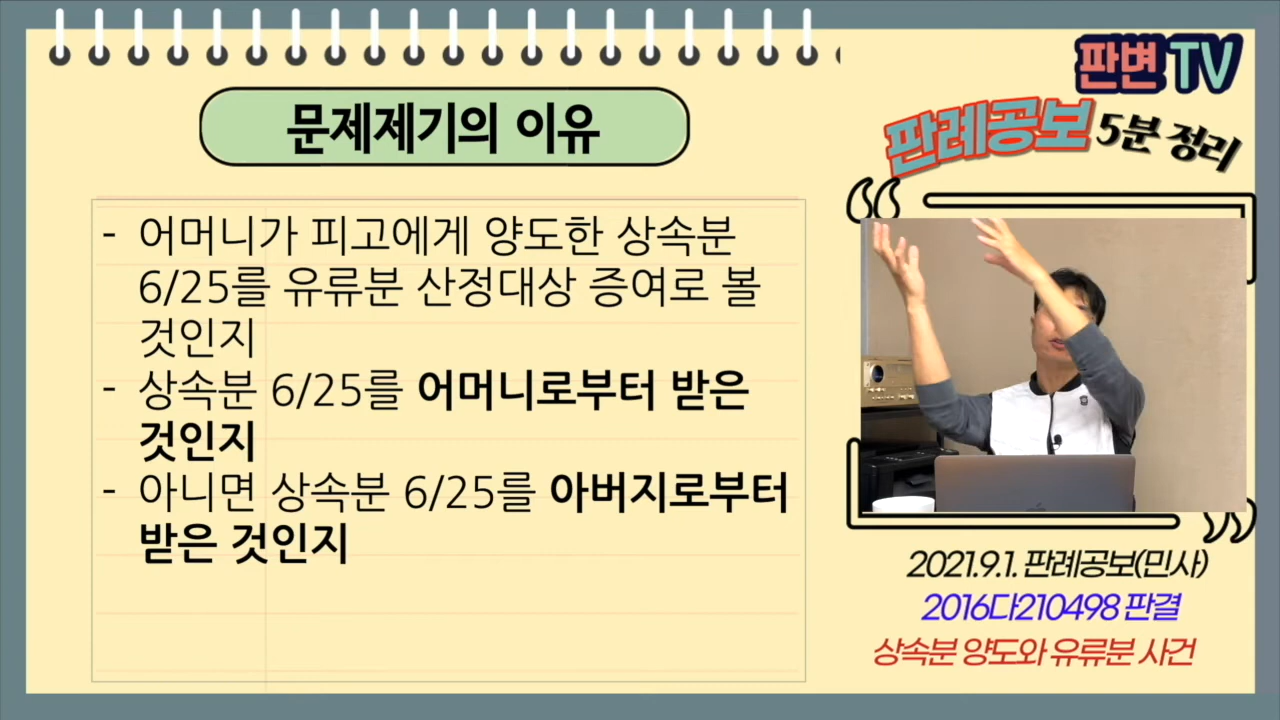 판변 TV
판례공보 5분 정리
문제제기의 이유
- 어머니가 피고에게 양도한 상속분
6/25를 유류분 산정대상 증여로 볼
것인지
- 상속분 6/25를 어머니로부터 받은
것인지
- 아니면 상속분 6/25를 아버지로부터
받은 것인지
2021.9.1. 판례공보(민사)
2016다210498 판결
상속분 양도와 유류분 사건